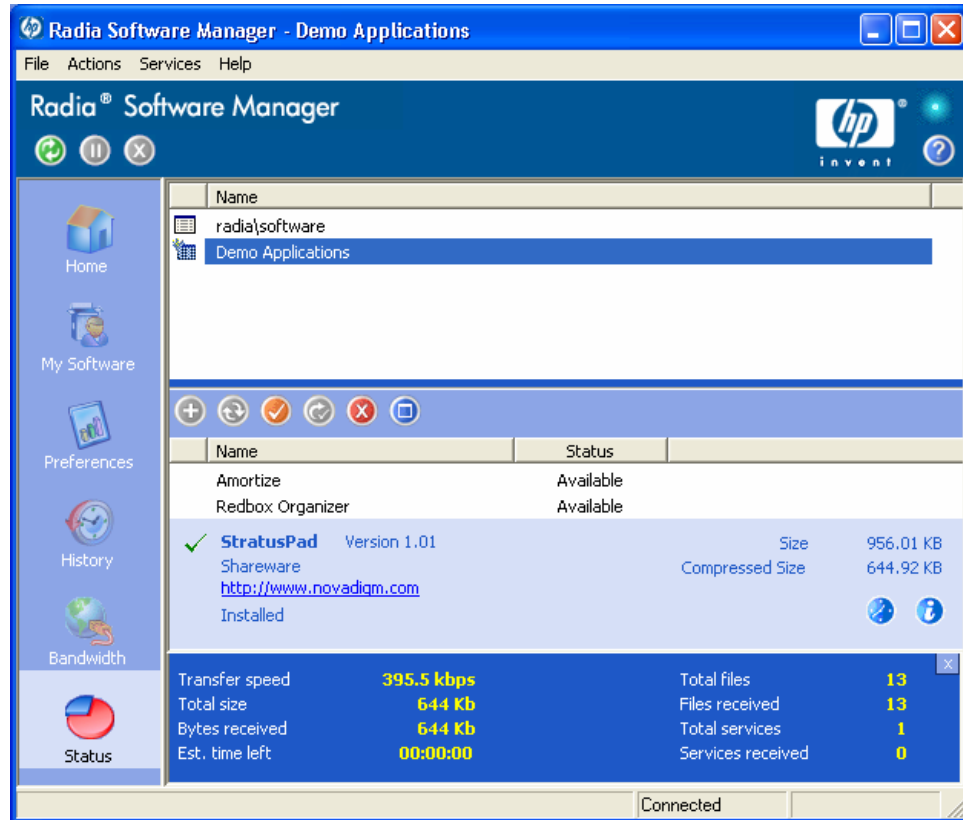 Radia Software Manager - Demo Applications
File Actions Services Help
Radia® Software Manager
hp ®
invent
Home
My Software
Preferences
History
Bandwidth
Status
Name
radia\software
Demo Applications
Name Status
Amortize Available
Redbox Organizer Available
StratusPad Version 1.01 Size 956.01 KB
Shareware Compressed Size 644.92 KB
http://www.novadigm.com
Installed
X
Transfer speed 395.5 kbps Total files 13
Total size 644 Kb Files received 13
Bytes received 644 Kb Total services 1
Est. time left 00:00:00 Services received 0
Connected